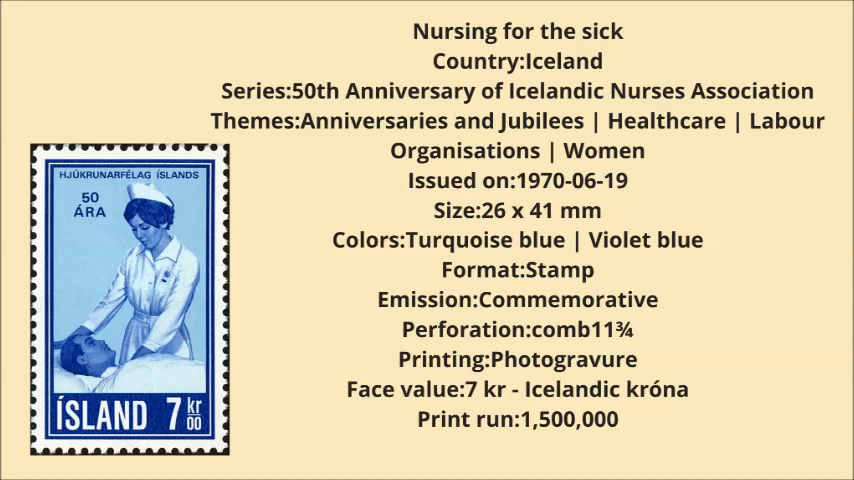 Nursing for the sick
Country:Iceland
Series:50th Anniversary of Icelandic Nurses Association
Themes:Anniversaries and Jubilees | Healthcare | Labour
Organisations | Women
Issued on:1970-06-19
Size:26 x 41 mm
Colors:Turquoise blue | Violet blue
Format:Stamp
Emission:Commemorative
Perforation:comb11¾
Printing:Photogravure
Face value:7 kr - Icelandic króna
Print run:1,500,000
HJÚKRUNARFÉLAG ÍSLANDS
50
ÁRA
ÍSLAND 7 kr
00